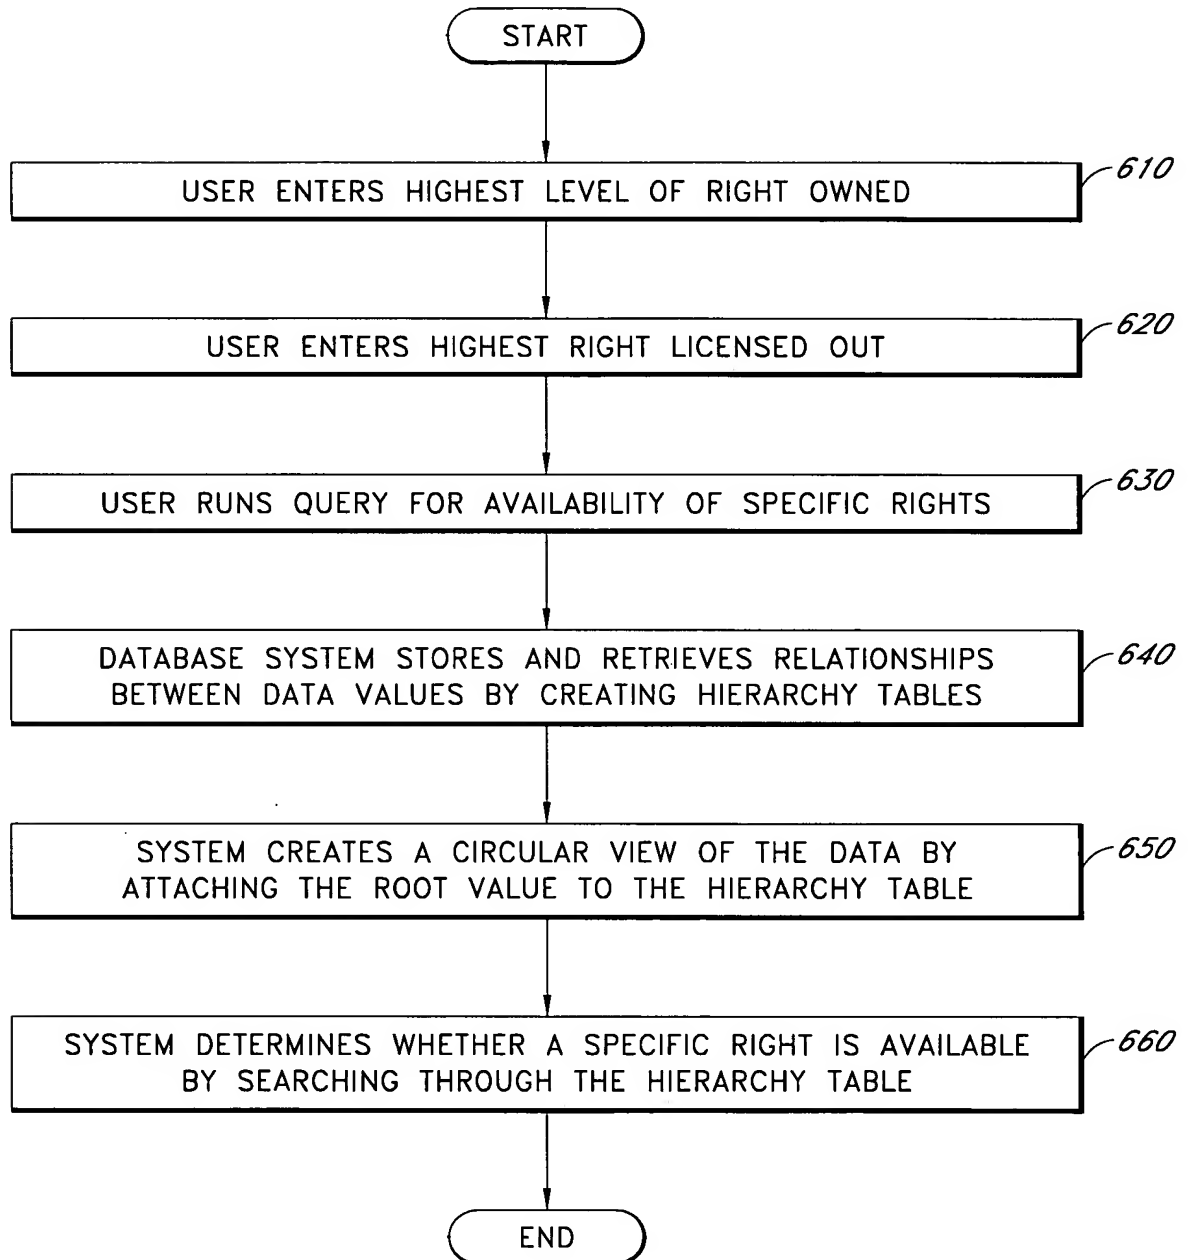 START
USER ENTERS HIGHEST LEVEL OF RIGHT OWNED
610
USER ENTERS HIGHEST RIGHT LICENSED OUT
620
USER RUNS QUERY FOR AVAILABILITY OF SPECIFIC RIGHTS
630
DATABASE SYSTEM STORES AND RETRIEVES RELATIONSHIPS
BETWEEN DATA VALUES BY CREATING HIERARCHY TABLES
640
SYSTEM CREATES A CIRCULAR VIEW OF THE DATA BY
ATTACHING THE ROOT VALUE TO THE HIERARCHY TABLE
650
SYSTEM DETERMINES WHETHER A SPECIFIC RIGHT IS AVAILABLE
BY SEARCHING THROUGH THE HIERARCHY TABLE
660
END